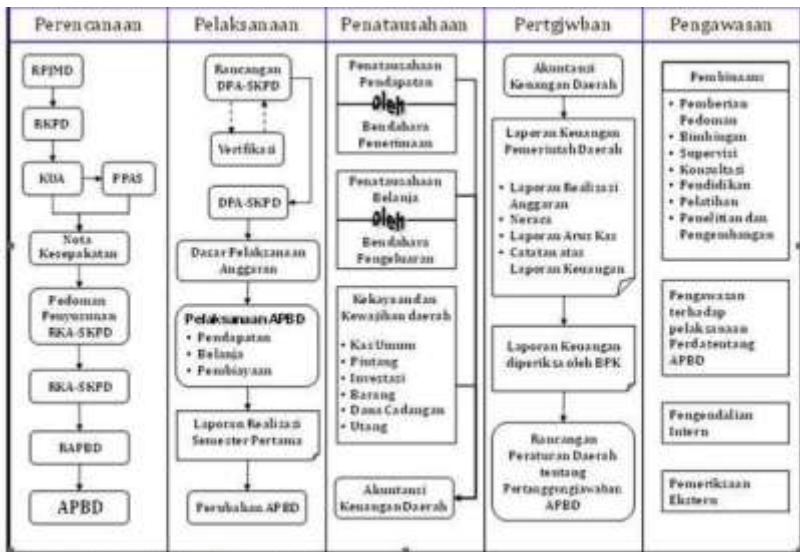 Perencanaan
RPJMD
RKPD
KUA
PPAS
Nota
Kesepakatan
Pedoman
Penyusunan
RKA-SKPD
RKA-SKPD
RAPBD
APBD
Pelaksanaan
Rancangan
DPA-SKPD
Verifikasi
DPA-SKPD
Dasar Pelaksanaan
Anggaran
Pelaksanaan APBD
• Pendapatan
• Belanja
• Pembiayaan
Laporan Realisasi
Semester Pertama
Perubahan APBD
Penatausahaan
Penatausahaan
Pendapatan
oleh
Bendahara
Penerimaan
Penatausahaan
Belanja
oleh
Bendahara
Pengeluaran
Kekayaan dan
Kewajiban daerah
• Kas Umum
• Piutang
• Investasi
• Barang
• Dana Cadangan
• Utang
Akuntansi
Keuangan Daerah
Pertgjwban
Akuntansi
Keuangan Daerah
Laporan Keuangan
Pemerintah Daerah
• Laporan Realisasi
Anggaran
• Neraca
• Laporan Arus Kas
• Catatan atas
Laporan Keuangan
Laporan Keuangan
diperiksa oleh BPK
Rancangan
Peraturan Daerah
tentang
Pertanggungjawaban
APBD
Pengawasan
Pembinaan:
• Pemberian
Pedoman
• Bimbingan
• Supervisi
• Konsultasi
• Pendidikan
• Pelatihan
• Penelitian dan
Pengembangan
Pengawasan
terhadap
pelaksanaan
Perda tentang
APBD
Pengendalian
Intern
Pemeriksaan
Ekstern